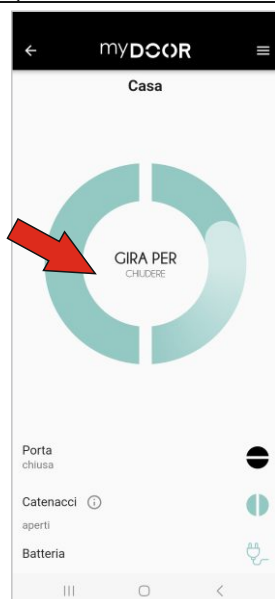 myDOOR
Casa
GIRA PER
CHIUDERE
Porta
chiusa
Catenacci
aperti
Batteria